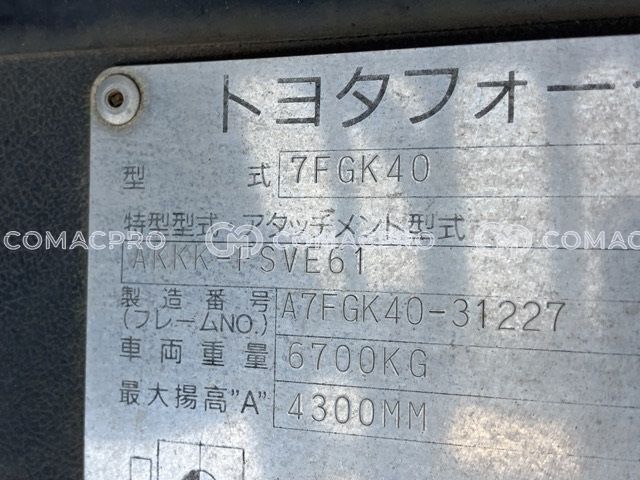 トヨタフォー
型 式 7FGK40
特型型式 アタッチメント型式
COMACPRO COMACPRO COMACPRO
SVE61
製造番号 (フレームNO.) A7FGK40-31227
車両重量 6700KG
最大揚高"A" 4300MM